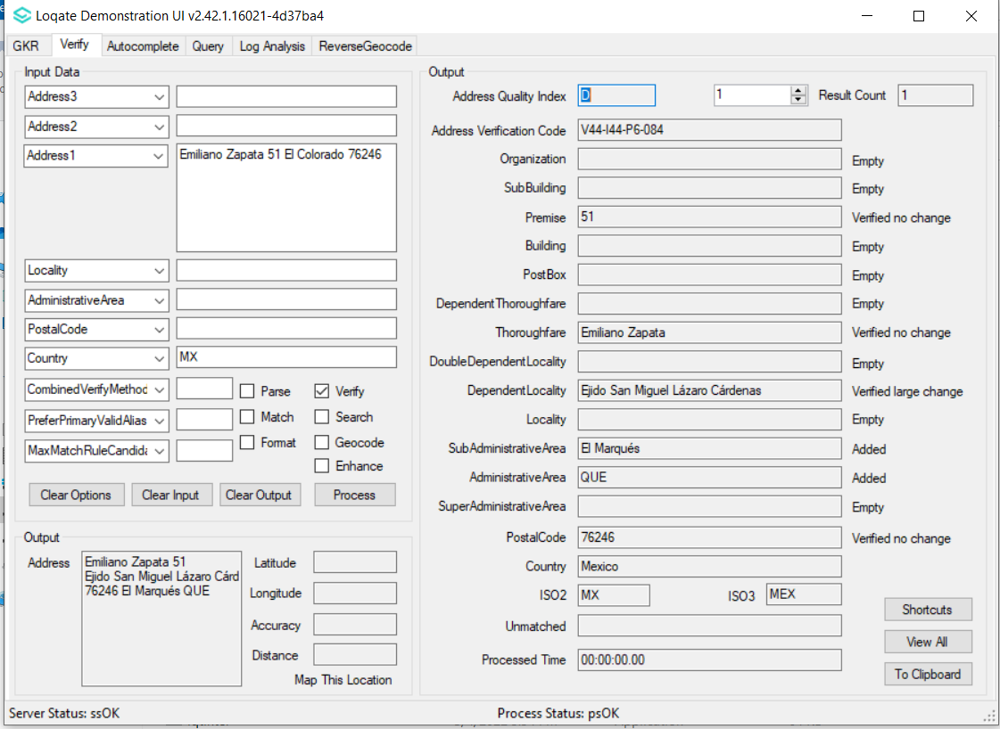 Loqate Demonstration UI v2.42.1.16021-4d37ba4
GKR Verify Autocomplete Query Log Analysis ReverseGeocode
Input Data
Address3
Address2
Address1 Emiliano Zapata 51 El Colorado 76246
Locality
AdministrativeArea
PostalCode
Country MX
CombinedVerifyMethod Parse Verify
PreferPrimaryValidAlias Match Search
MaxMatchRuleCandida Format Geocode
Enhance
Clear Options Clear Input Clear Output Process
Output
Address Emiliano Zapata 51
Ejido San Miguel Lázaro Cárd
76246 El Marqués QUE
Latitude
Longitude
Accuracy
Distance
Map This Location
Output
Address Quality Index D 1 Result Count 1
Address Verification Code V44-I44-P6-084
Organization Empty
SubBuilding Empty
Premise 51 Verified no change
Building Empty
PostBox Empty
DependentThoroughfare Empty
Thoroughfare Emiliano Zapata Verified no change
DoubleDependentLocality Empty
DependentLocality Ejido San Miguel Lázaro Cárdenas Verified large change
Locality Empty
SubAdministrativeArea El Marqués Added
AdministrativeArea QUE Added
SuperAdministrativeArea Empty
PostalCode 76246 Verified no change
Country Mexico
ISO2 MX ISO3 MEX
Unmatched
Processed Time 00:00:00.00
Shortcuts
View All
To Clipboard
Server Status: ssOK Process Status: psOK